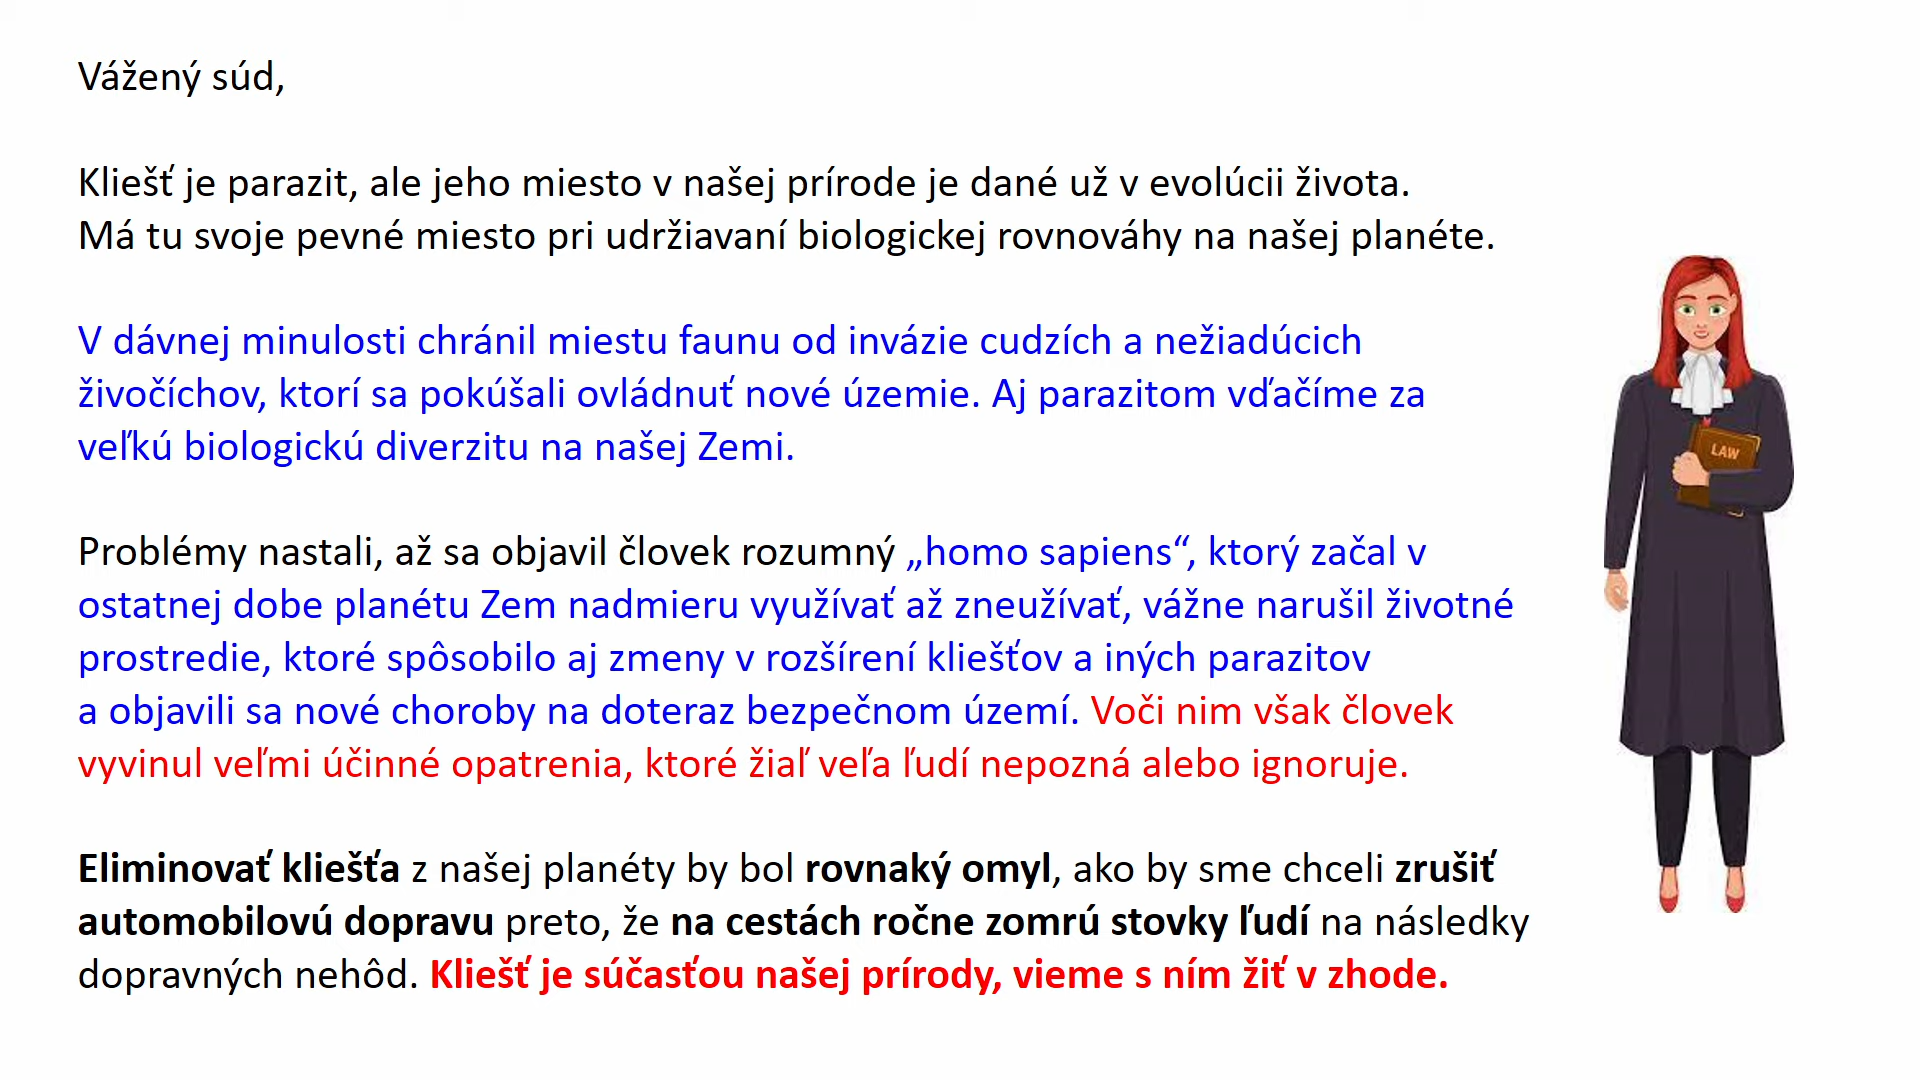 Vážený súd,
Kliešť je parazit, ale jeho miesto v našej prírode je dané už v evolúcii života.
Má tu svoje pevné miesto pri udržiavaní biologickej rovnováhy na našej planéte.
V dávnej minulosti chránil miestu faunu od invázie cudzích a nežiadúcich
živočíchov, ktorí sa pokúšali ovládnuť nové územie. Aj parazitom vďačíme za
veľkú biologickú diverzitu na našej Zemi.
Problémy nastali, až sa objavil človek rozumný „homo sapiens“, ktorý začal v
ostatnej dobe planétu Zem nadmieru využívať až zneužívať, vážne narušil životné
prostredie, ktoré spôsobilo aj zmeny v rozšírení kliešťov a iných parazitov
a objavili sa nové choroby na doteraz bezpečnom území. Voči nim však človek
vyvinul veľmi účinné opatrenia, ktoré žiaľ veľa ľudí nepozná alebo ignoruje.
Eliminovať kliešťa z našej planéty by bol rovnaký omyl, ako by sme chceli zrušiť
automobilovú dopravu preto, že na cestách ročne zomrú stovky ľudí na následky
dopravných nehôd. Kliešť je súčasťou našej prírody, vieme s ním žiť v zhode.
LAW